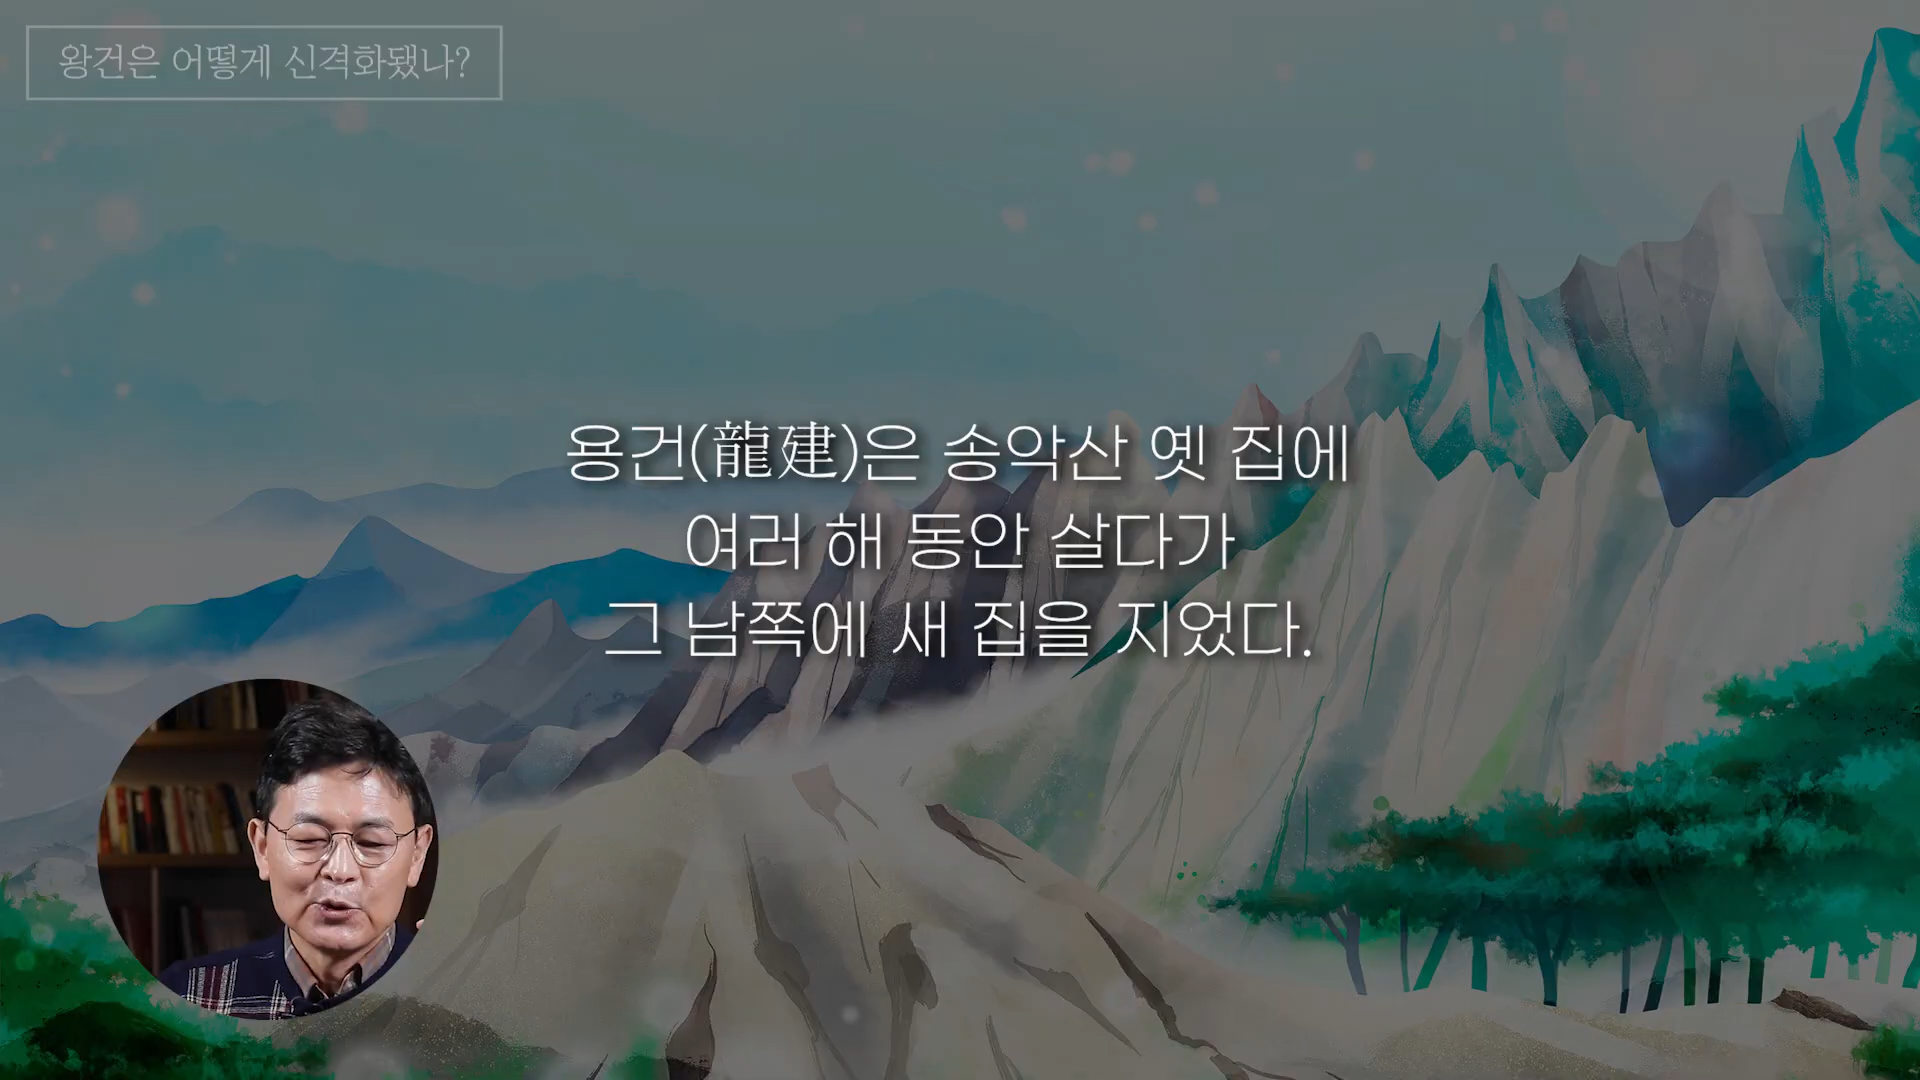 왕건은 어떻게 신격화됐나?
용건(龍建)은 송악산 옛 집에
여러 해 동안 살다가
그 남쪽에 새 집을 지었다.